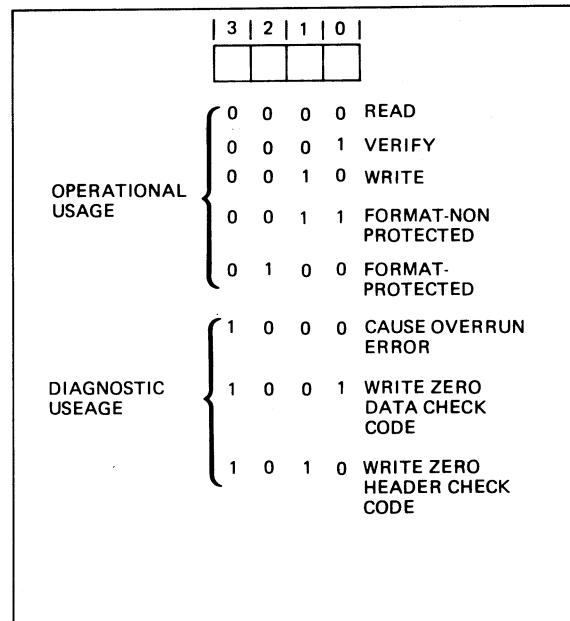 | 3 | 2 | 1 | 0 |
0 0 0 0 READ
0 0 0 1 VERIFY
0 0 1 0 WRITE
OPERATIONAL
USAGE
0 0 1 1 FORMAT-NON
PROTECTED
0 1 0 0 FORMAT-
PROTECTED
1 0 0 0 CAUSE OVERRUN
ERROR
DIAGNOSTIC
USEAGE
1 0 0 1 WRITE ZERO
DATA CHECK
CODE
1 0 1 0 WRITE ZERO
HEADER CHECK
CODE